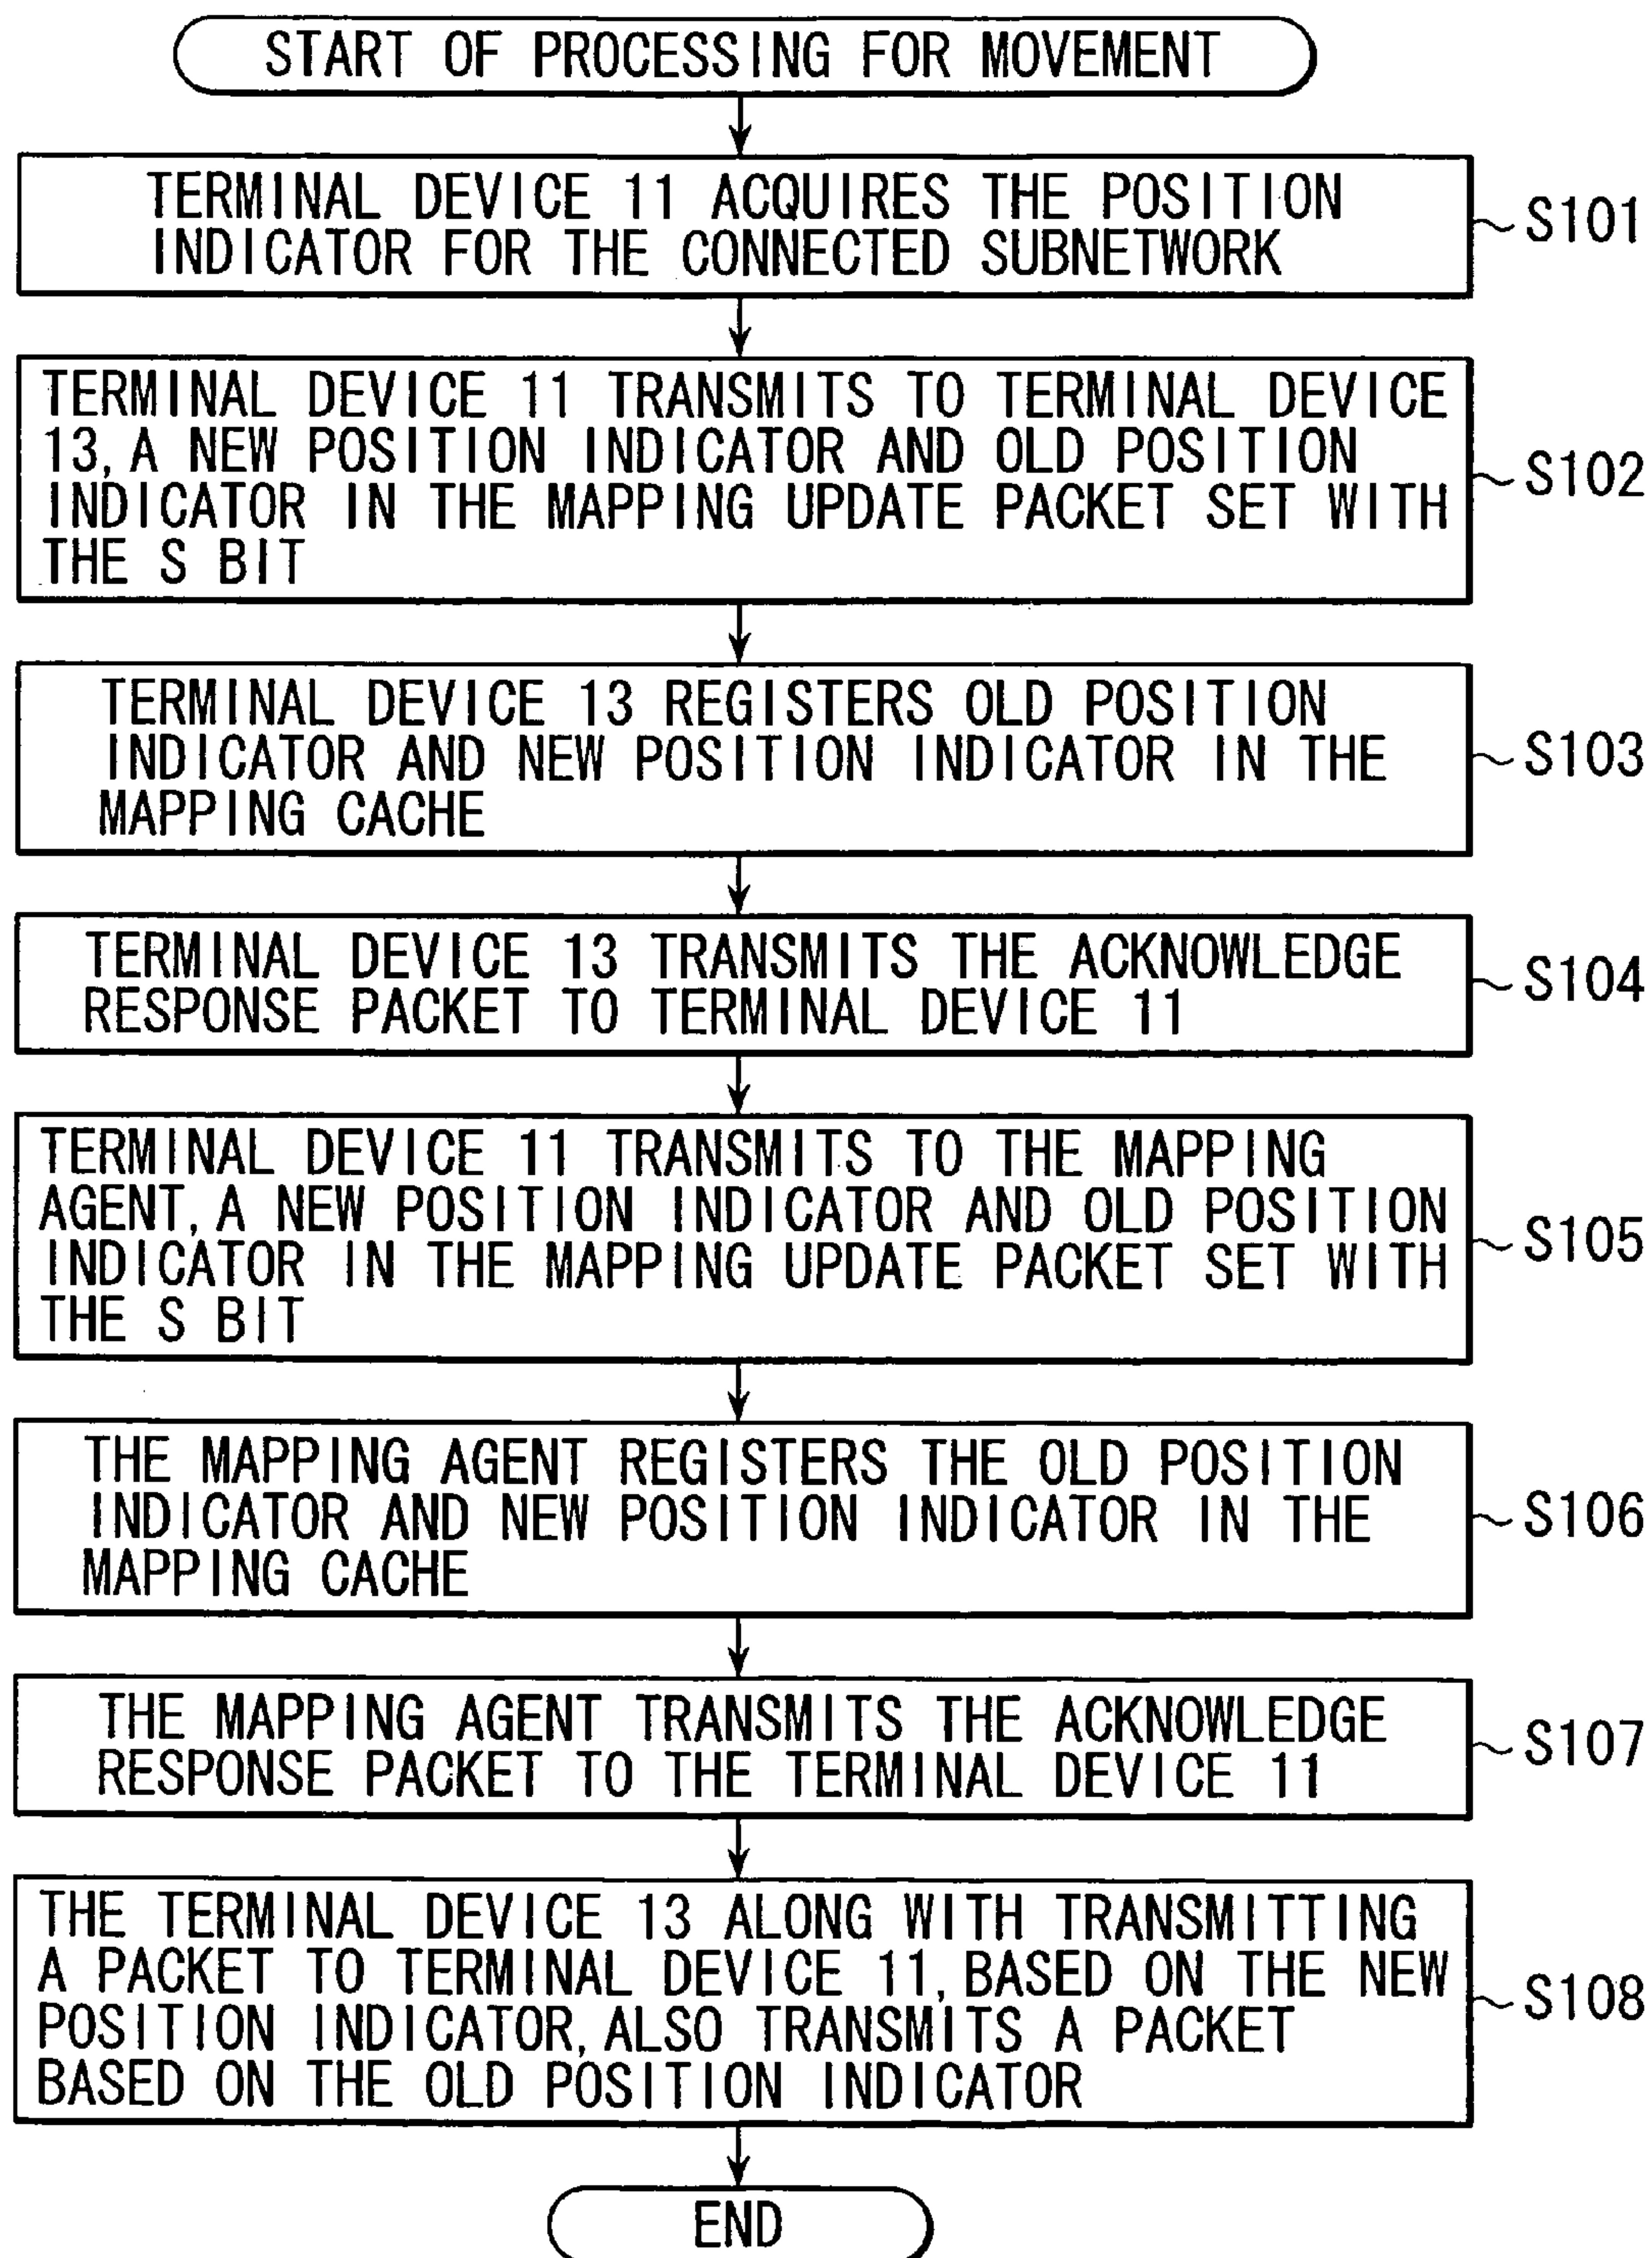 START OF PROCESSING FOR MOVEMENT
TERMINAL DEVICE 11 ACQUIRES THE POSITION
INDICATOR FOR THE CONNECTED SUBNETWORK
S101
TERMINAL DEVICE 11 TRANSMITS TO TERMINAL DEVICE
13, A NEW POSITION INDICATOR AND OLD POSITION
INDICATOR IN THE MAPPING UPDATE PACKET SET WITH
THE S BIT
S102
TERMINAL DEVICE 13 REGISTERS OLD POSITION
INDICATOR AND NEW POSITION INDICATOR IN THE
MAPPING CACHE
S103
TERMINAL DEVICE 13 TRANSMITS THE ACKNOWLEDGE
RESPONSE PACKET TO TERMINAL DEVICE 11
S104
TERMINAL DEVICE 11 TRANSMITS TO THE MAPPING
AGENT, A NEW POSITION INDICATOR AND OLD POSITION
INDICATOR IN THE MAPPING UPDATE PACKET SET WITH
THE S BIT
S105
THE MAPPING AGENT REGISTERS THE OLD POSITION
INDICATOR AND NEW POSITION INDICATOR IN THE
MAPPING CACHE
S106
THE MAPPING AGENT TRANSMITS THE ACKNOWLEDGE
RESPONSE PACKET TO THE TERMINAL DEVICE 11
S107
THE TERMINAL DEVICE 13 ALONG WITH TRANSMITTING
A PACKET TO TERMINAL DEVICE 11, BASED ON THE NEW
POSITION INDICATOR, ALSO TRANSMITS A PACKET
BASED ON THE OLD POSITION INDICATOR
S108
END